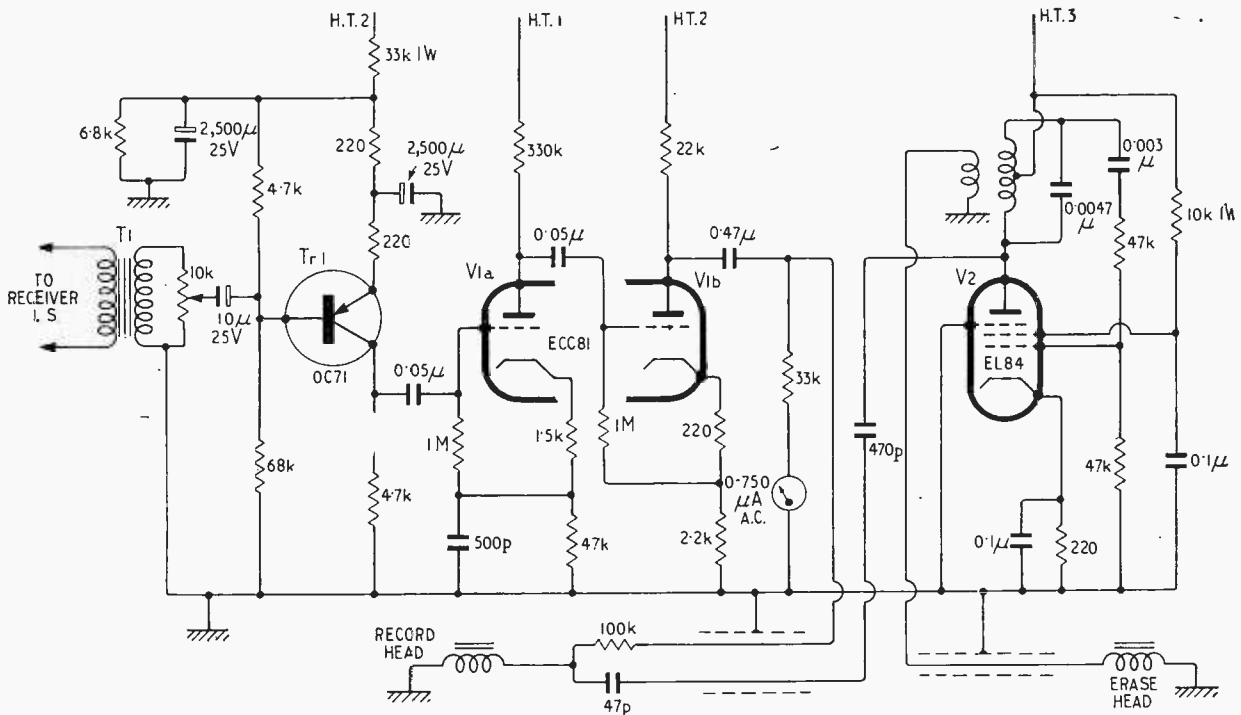 H.T.2
H.T.1
H.T.2
H.T.3
33k 1W
6.8k
2,500μ
25V
220
2,500μ
25V
330k
22k
0.003
μ
4.7k
0.0047
μ
10k 1W
T1
220
0.05μ
0.47μ
47k
10k
Tr1
V1a
V1b
V2
TO
RECEIVER
I.S
10μ
25V
ECC81
EL84
OC71
0.05μ
33k
1M
1.5k
1M
220
470p
68k
4.7k
0-750
μA
A.C.
47k
0.1μ
500p
47k
2.2k
0.1μ
220
RECORD
HEAD
100k
47p
ERASE
HEAD